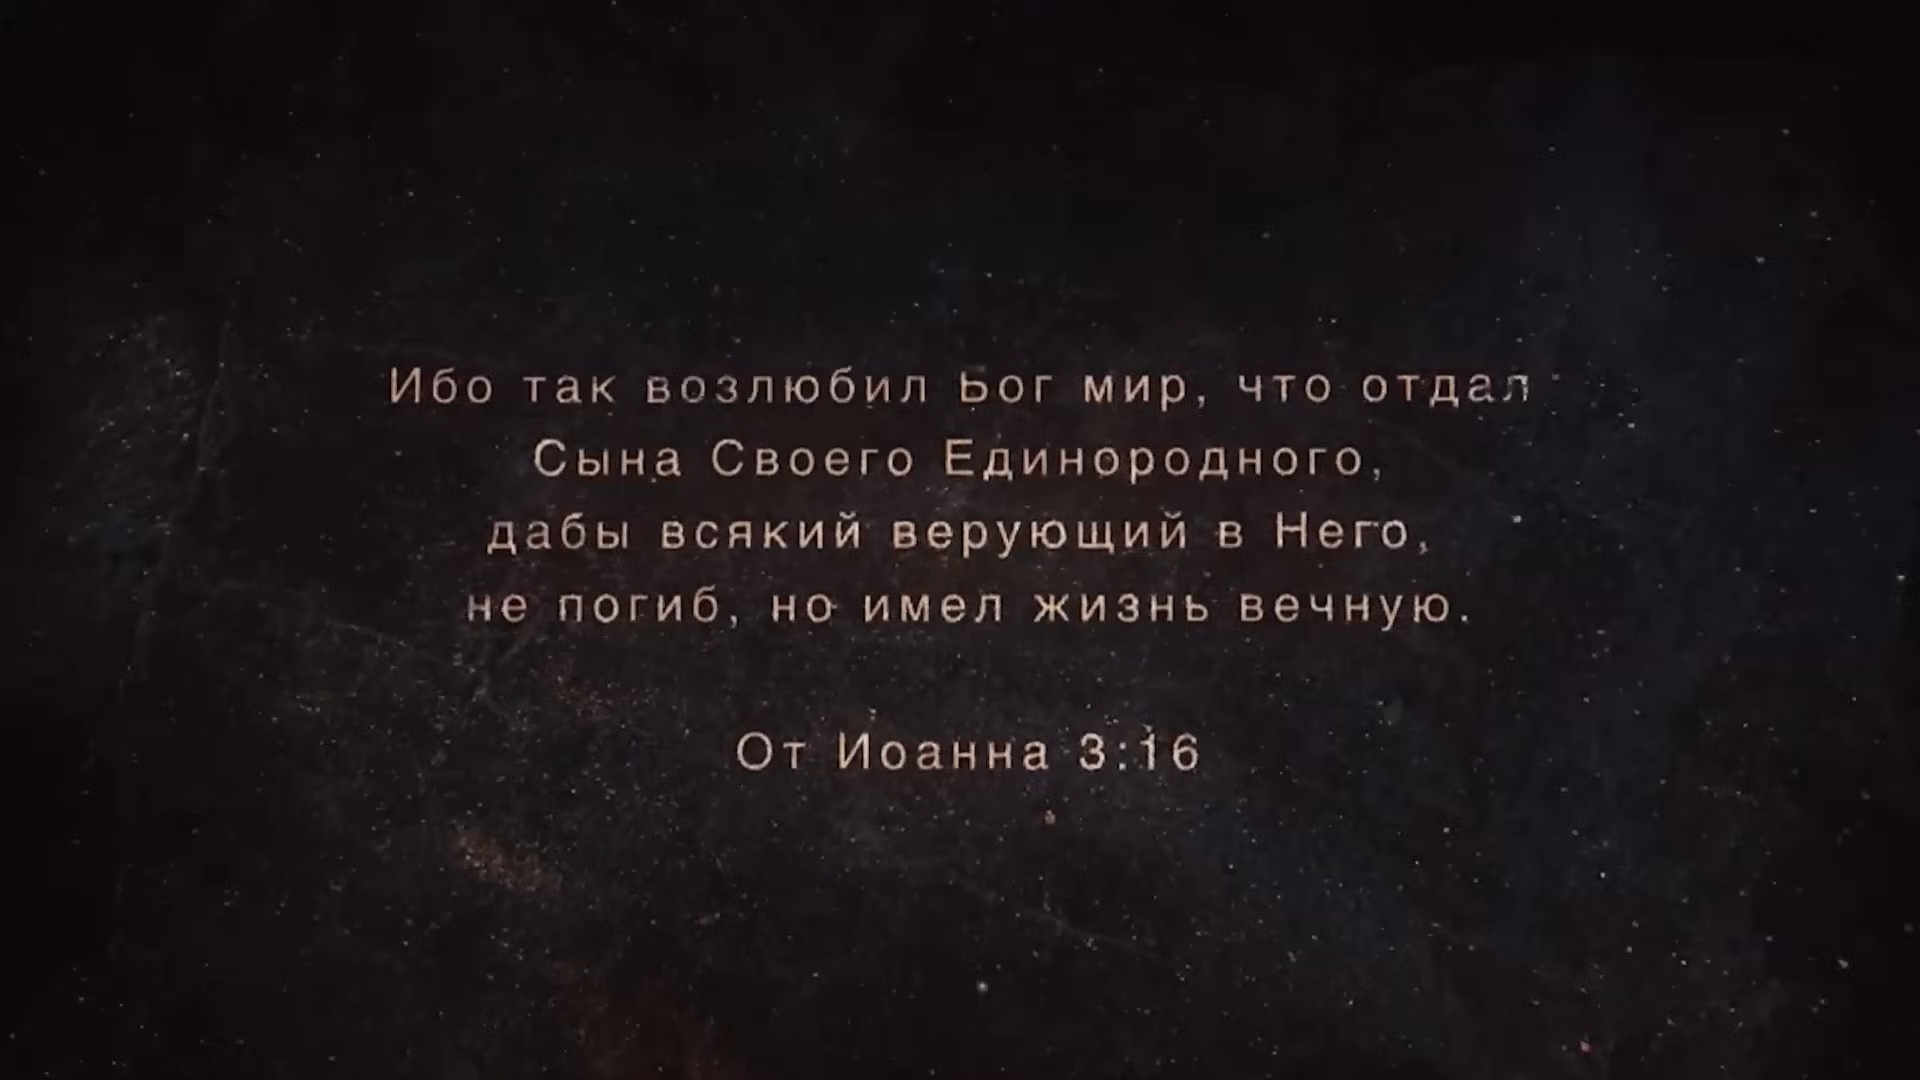 Ибо так возлюбил Бог мир, что отдал
Сына Своего Единородного,
дабы всякий верующий в Него,
не погиб, но имел жизнь вечную.
От Иоанна 3:16